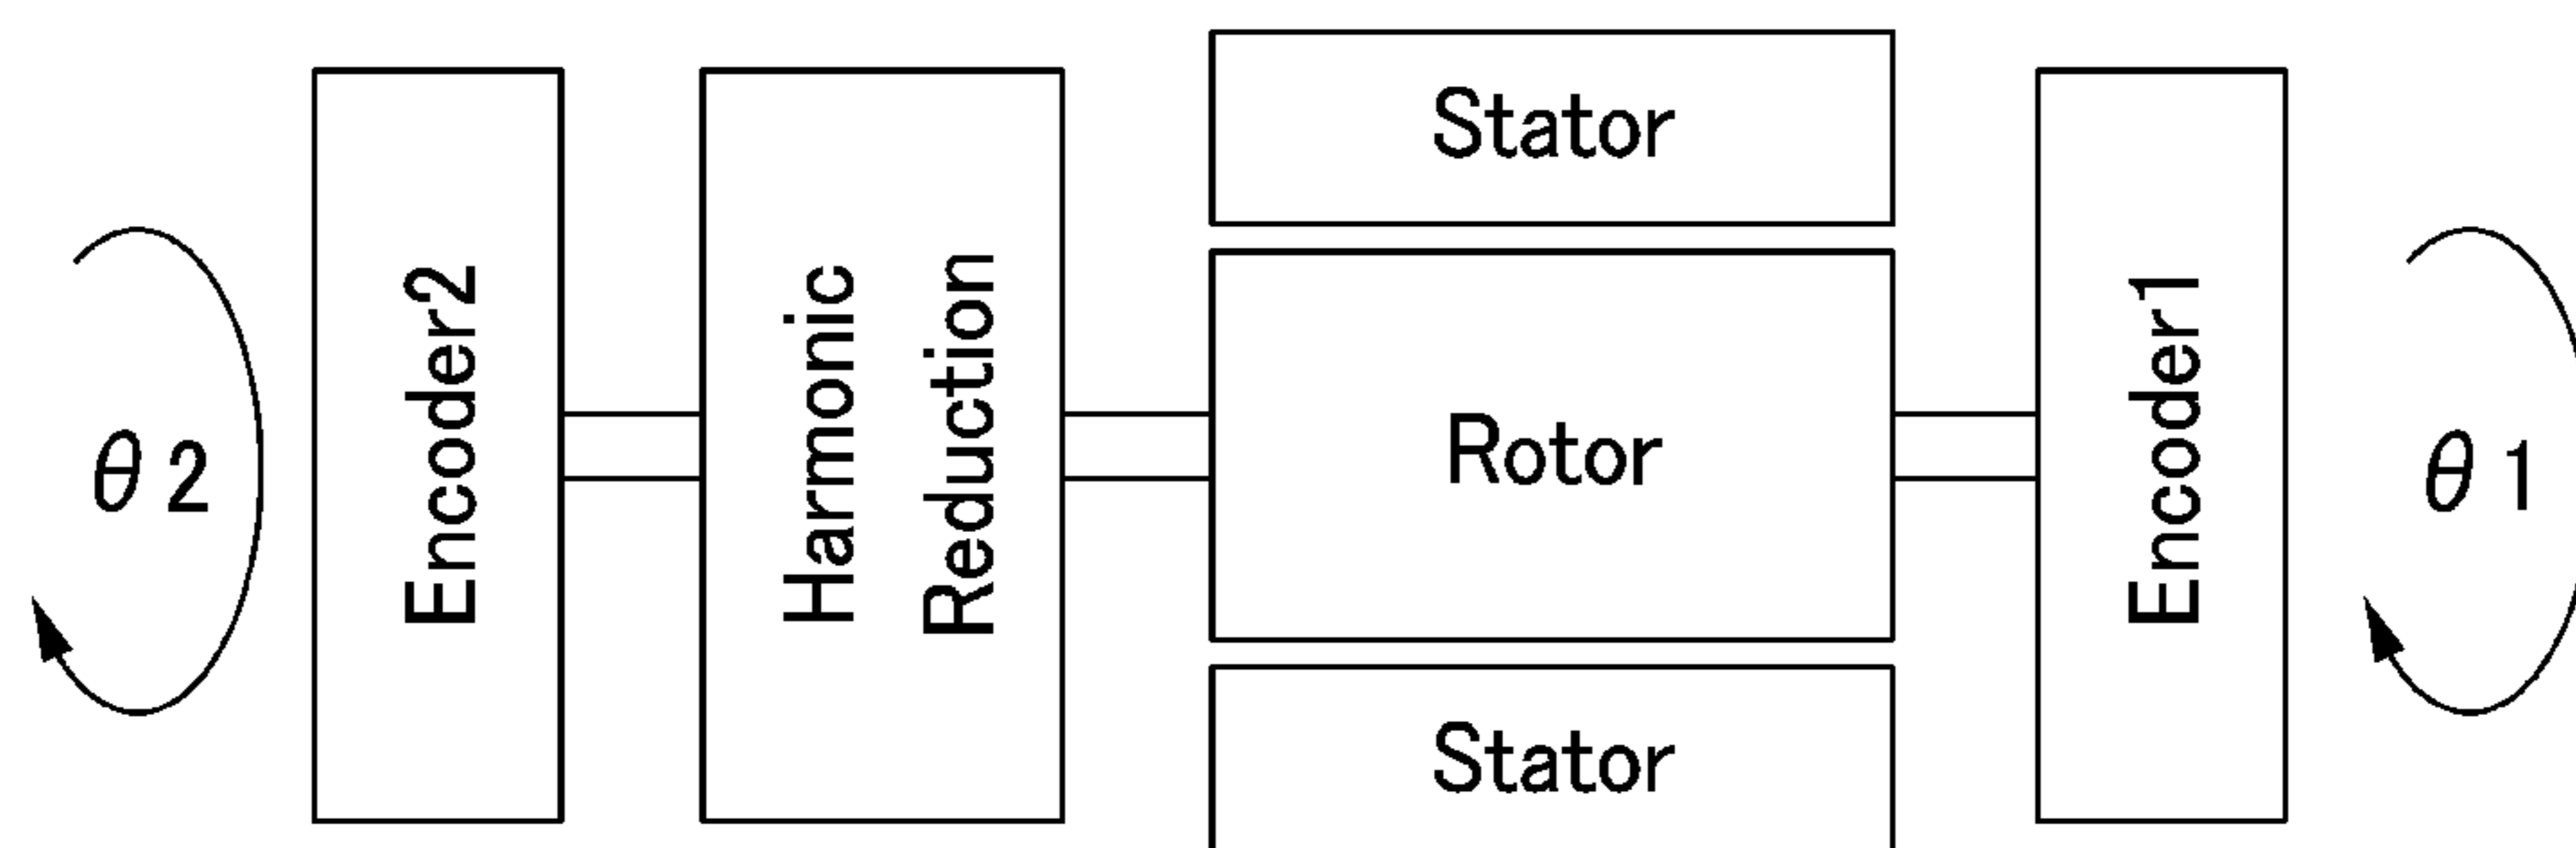 θ2
Encoder2
Harmonic
Reduction
Stator
Rotor
Stator
Encoder1
θ1